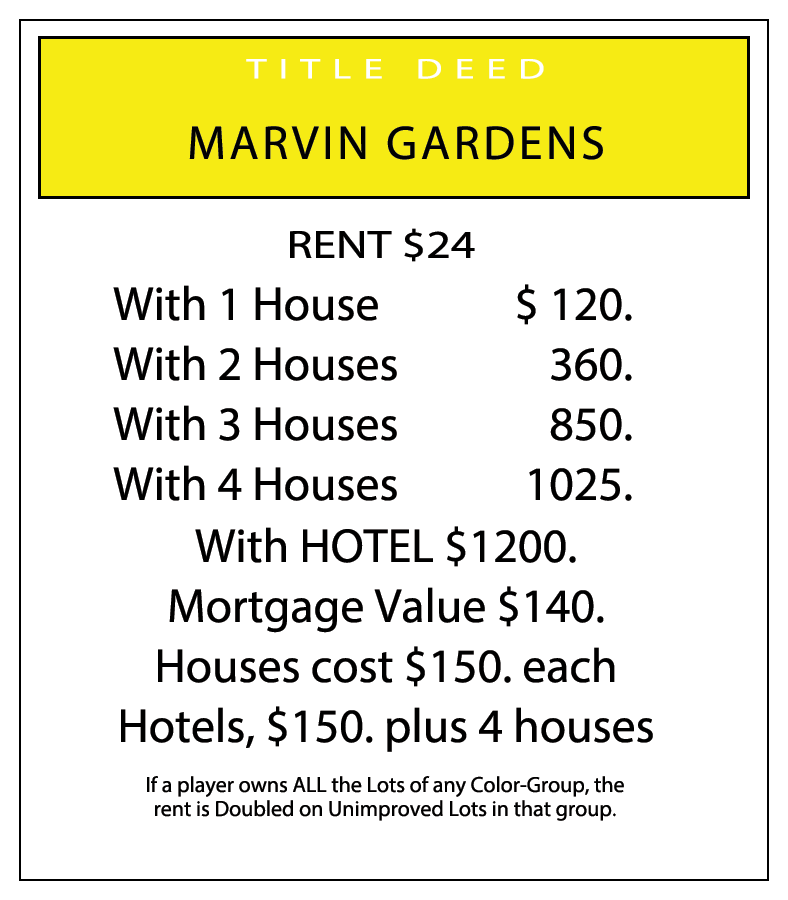 TITLE DEED
MARVIN GARDENS
RENT $24
With 1 House $ 120.
With 2 Houses 360.
With 3 Houses 850.
With 4 Houses 1025.
With HOTEL $1200.
Mortgage Value $140.
Houses cost $150. each
Hotels, $150. plus 4 houses
If a player owns ALL the Lots of any Color-Group, the
rent is Doubled on Unimproved Lots in that group.